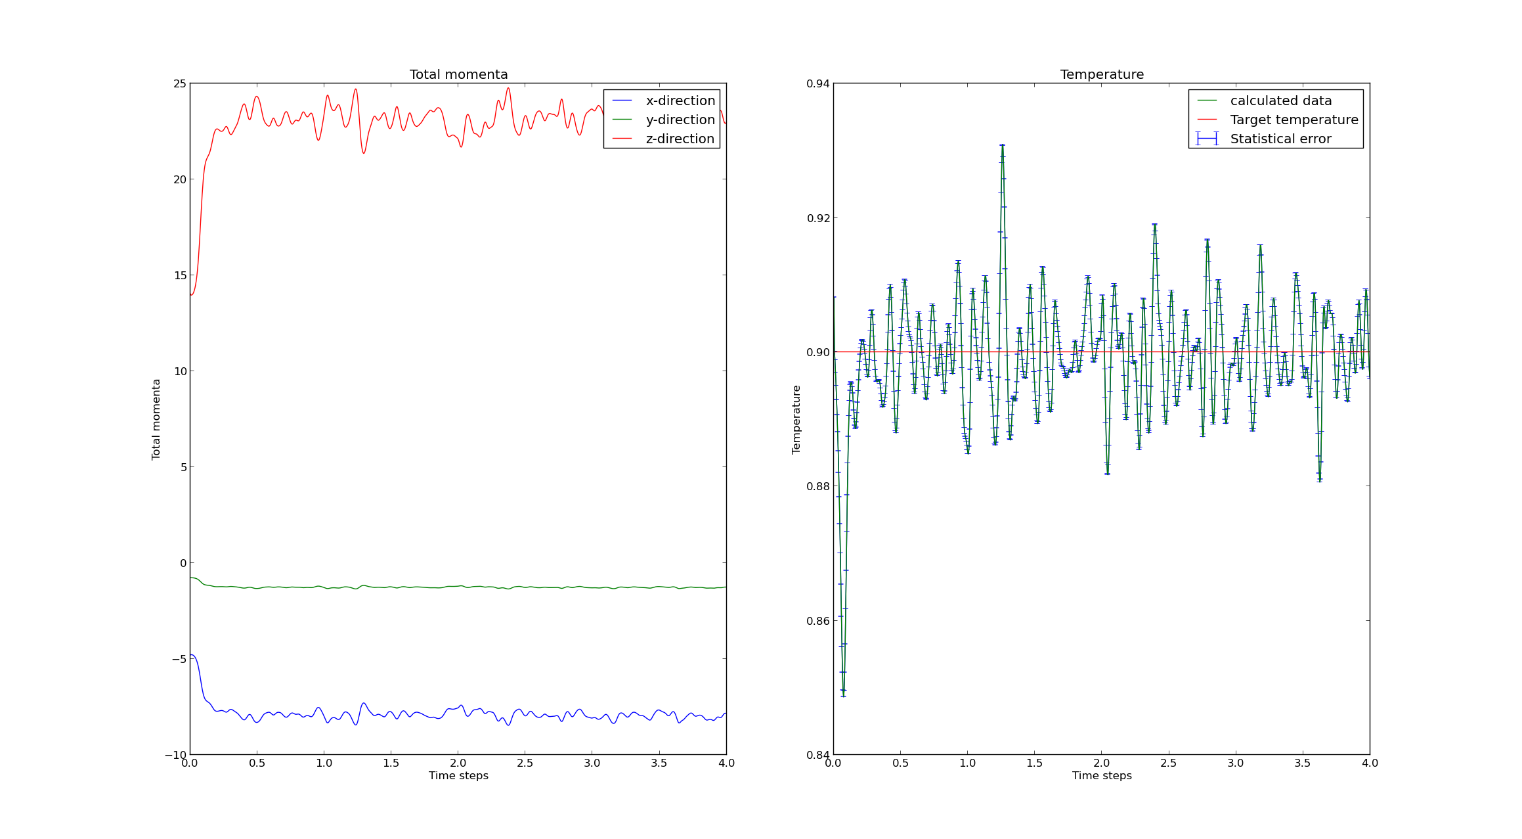 Total momenta
25
20
15
10
5
0
−5
−10
0.0 0.5 1.0 1.5 2.0 2.5 3.0 3.5 4.0
Time steps
Total momenta
x-direction
y-direction
z-direction
Temperature
0.94
0.92
0.90
0.88
0.86
0.84
0.0 0.5 1.0 1.5 2.0 2.5 3.0 3.5 4.0
Time steps
Temperature
calculated data
Target temperature
Statistical error